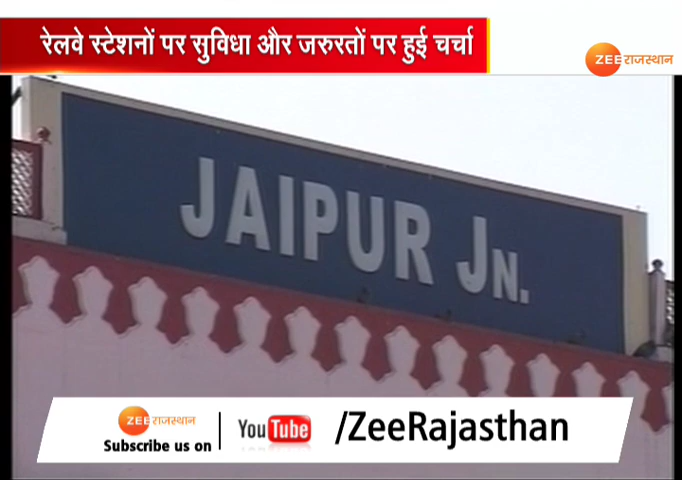 रेलवे स्टेशनों पर सुविधा और जरुरतों पर हुई चर्चा
ZEE राजस्थान
JAIPUR JN.
ZEE राजस्थान
Subscribe us on
YouTube
/ZeeRajasthan